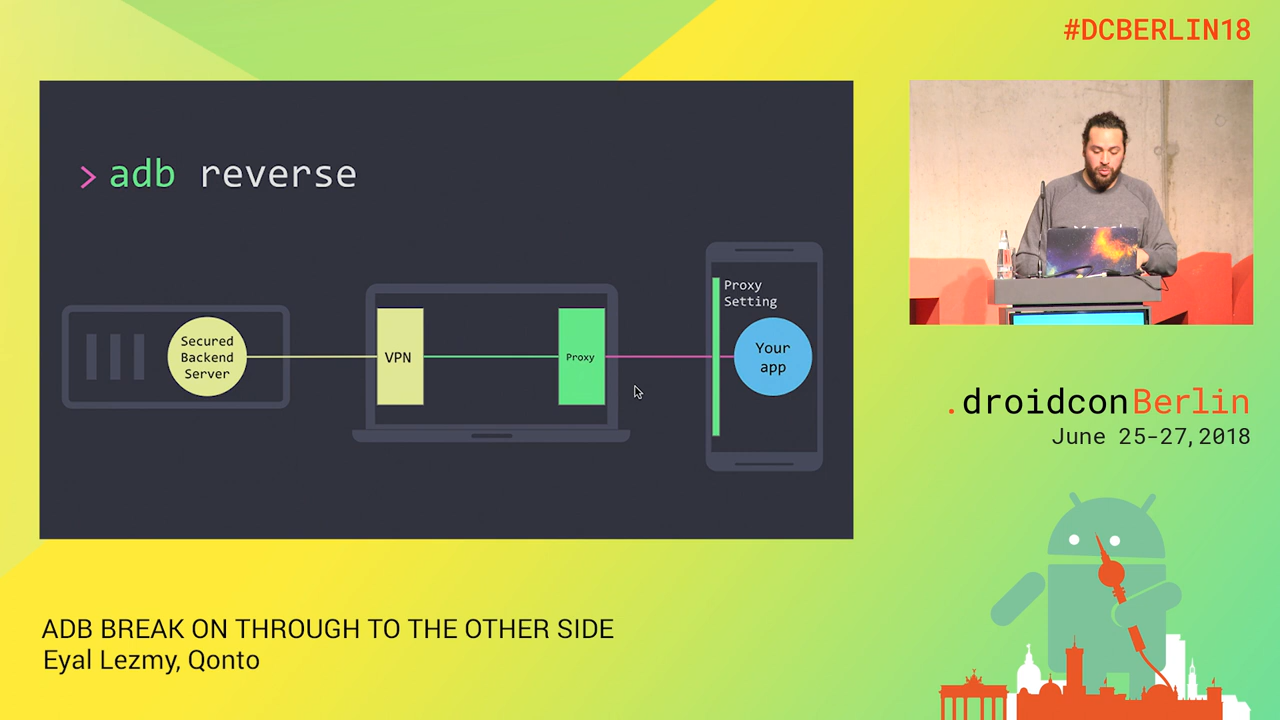 #DCBERLIN18
> adb reverse
Secured
Backend
Server
VPN
Proxy
Proxy
Setting
Your
app
.droidconBerlin
June 25-27, 2018
ADB BREAK ON THROUGH TO THE OTHER SIDE
Eyal Lezmy, Qonto